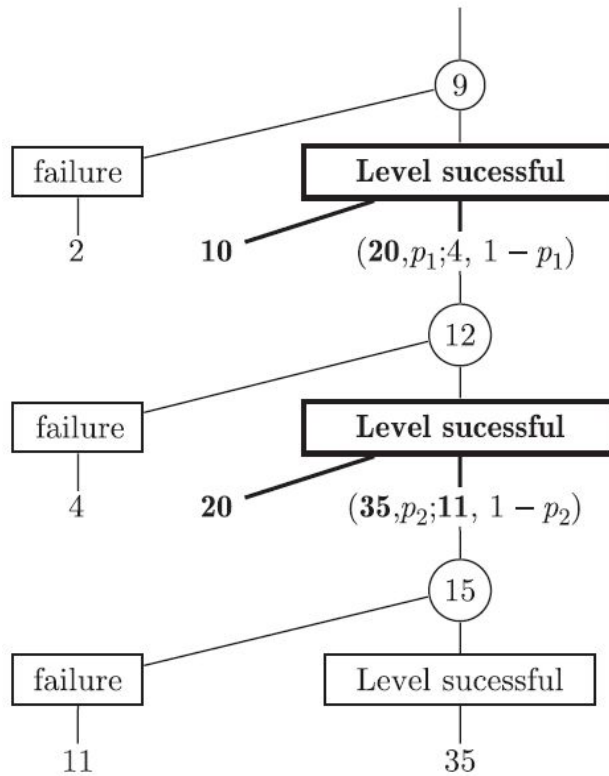 9
failure Level sucessful
2 10 (20,p1;4, 1 − p1)
12
failure Level sucessful
4 20 (35,p2;11, 1 − p2)
15
failure Level sucessful
11 35